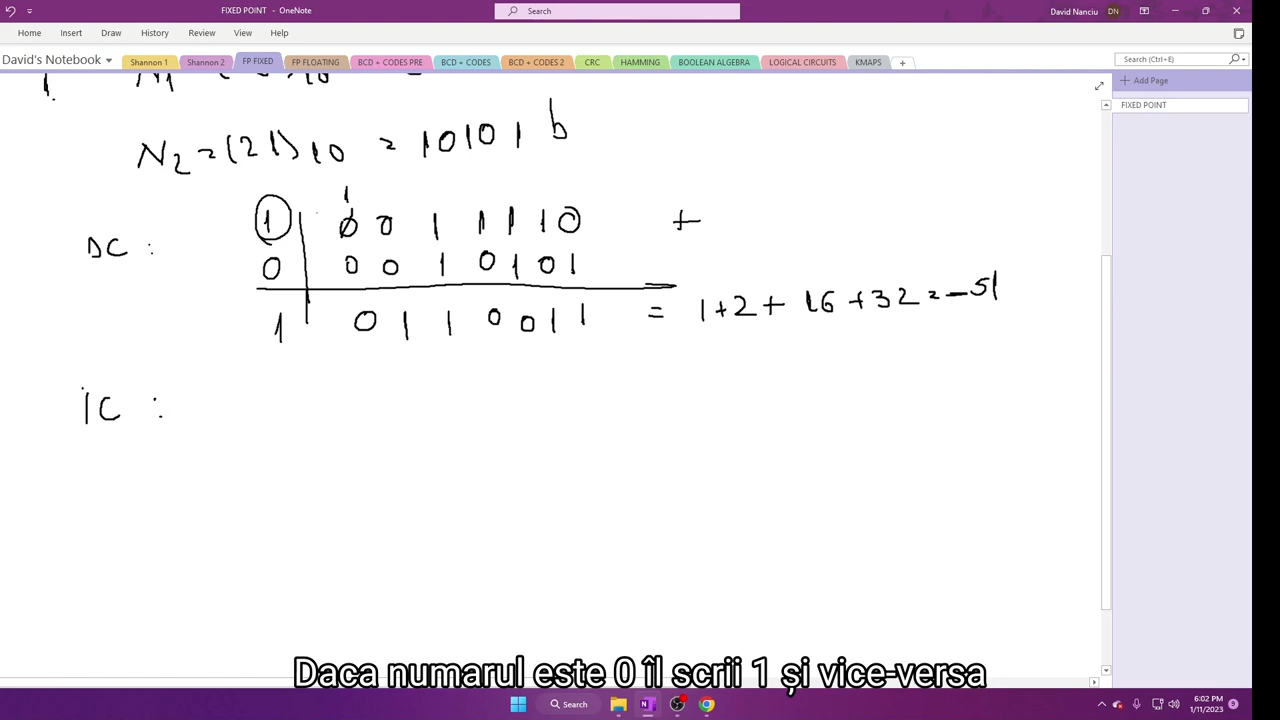 FIXED POINT - OneNote
Search
David Nanciu DN
Home Insert Draw History Review View Help
David's Notebook
Shannon 1 Shannon 2 FP FIXED FP FLOATING BCD + CODES PRE BCD + CODES BCD + CODES 2 CRC HAMMING BOOLEAN ALGEBRA LOGICAL CIRCUITS KMAPS
Search (Ctrl+E)
Add Page
FIXED POINT
1.
N2 = (21)10 = 10101 b
1
DC : 1 | 0 0 1 1 1 1 0 +
0 | 0 0 1 0 1 0 1
1 | 0 1 1 0 0 1 1 = 1+2+16+32 = -51
IC :
Daca numarul este 0 îl scrii 1 și vice-versa
Search
6:02 PM
1/11/2023